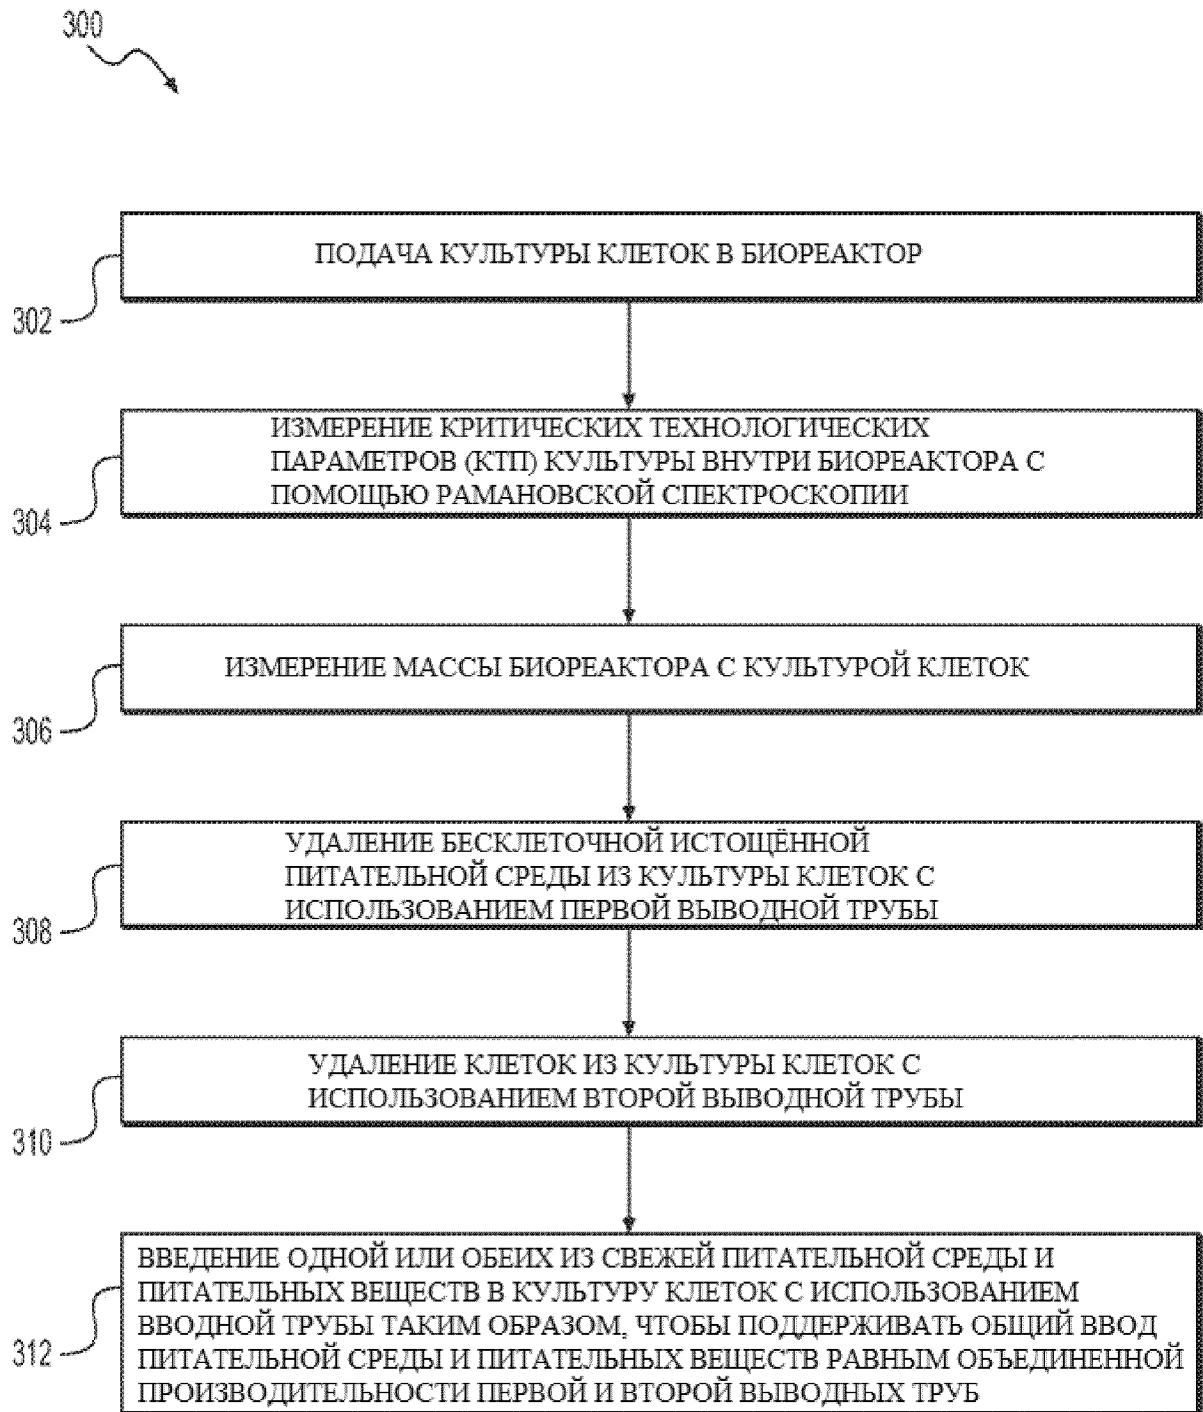 300
ПОДАЧА КУЛЬТУРЫ КЛЕТОК В БИОРЕАКТОР
302
ИЗМЕРЕНИЕ КРИТИЧЕСКИХ ТЕХНОЛОГИЧЕСКИХ
ПАРАМЕТРОВ (КТП) КУЛЬТУРЫ ВНУТРИ БИОРЕАКТОРА С
ПОМОЩЬЮ РАМАНОВСКОЙ СПЕКТРОСКОПИИ
304
ИЗМЕРЕНИЕ МАССЫ БИОРЕАКТОРА С КУЛЬТУРОЙ КЛЕТОК
306
УДАЛЕНИЕ БЕСКЛЕТОЧНОЙ ИСТОЩЁННОЙ
ПИТАТЕЛЬНОЙ СРЕДЫ ИЗ КУЛЬТУРЫ КЛЕТОК С
ИСПОЛЬЗОВАНИЕМ ПЕРВОЙ ВЫВОДНОЙ ТРУБЫ
308
УДАЛЕНИЕ КЛЕТОК ИЗ КУЛЬТУРЫ КЛЕТОК С
ИСПОЛЬЗОВАНИЕМ ВТОРОЙ ВЫВОДНОЙ ТРУБЫ
310
ВВЕДЕНИЕ ОДНОЙ ИЛИ ОБЕИХ ИЗ СВЕЖЕЙ ПИТАТЕЛЬНОЙ СРЕДЫ И
ПИТАТЕЛЬНЫХ ВЕЩЕСТВ В КУЛЬТУРУ КЛЕТОК С ИСПОЛЬЗОВАНИЕМ
ВВОДНОЙ ТРУБЫ ТАКИМ ОБРАЗОМ, ЧТОБЫ ПОДДЕРЖИВАТЬ ОБЩИЙ ВВОД
ПИТАТЕЛЬНОЙ СРЕДЫ И ПИТАТЕЛЬНЫХ ВЕЩЕСТВ РАВНЫМ ОБЪЕДИНЕННОЙ
ПРОИЗВОДИТЕЛЬНОСТИ ПЕРВОЙ И ВТОРОЙ ВЫВОДНЫХ ТРУБ
312